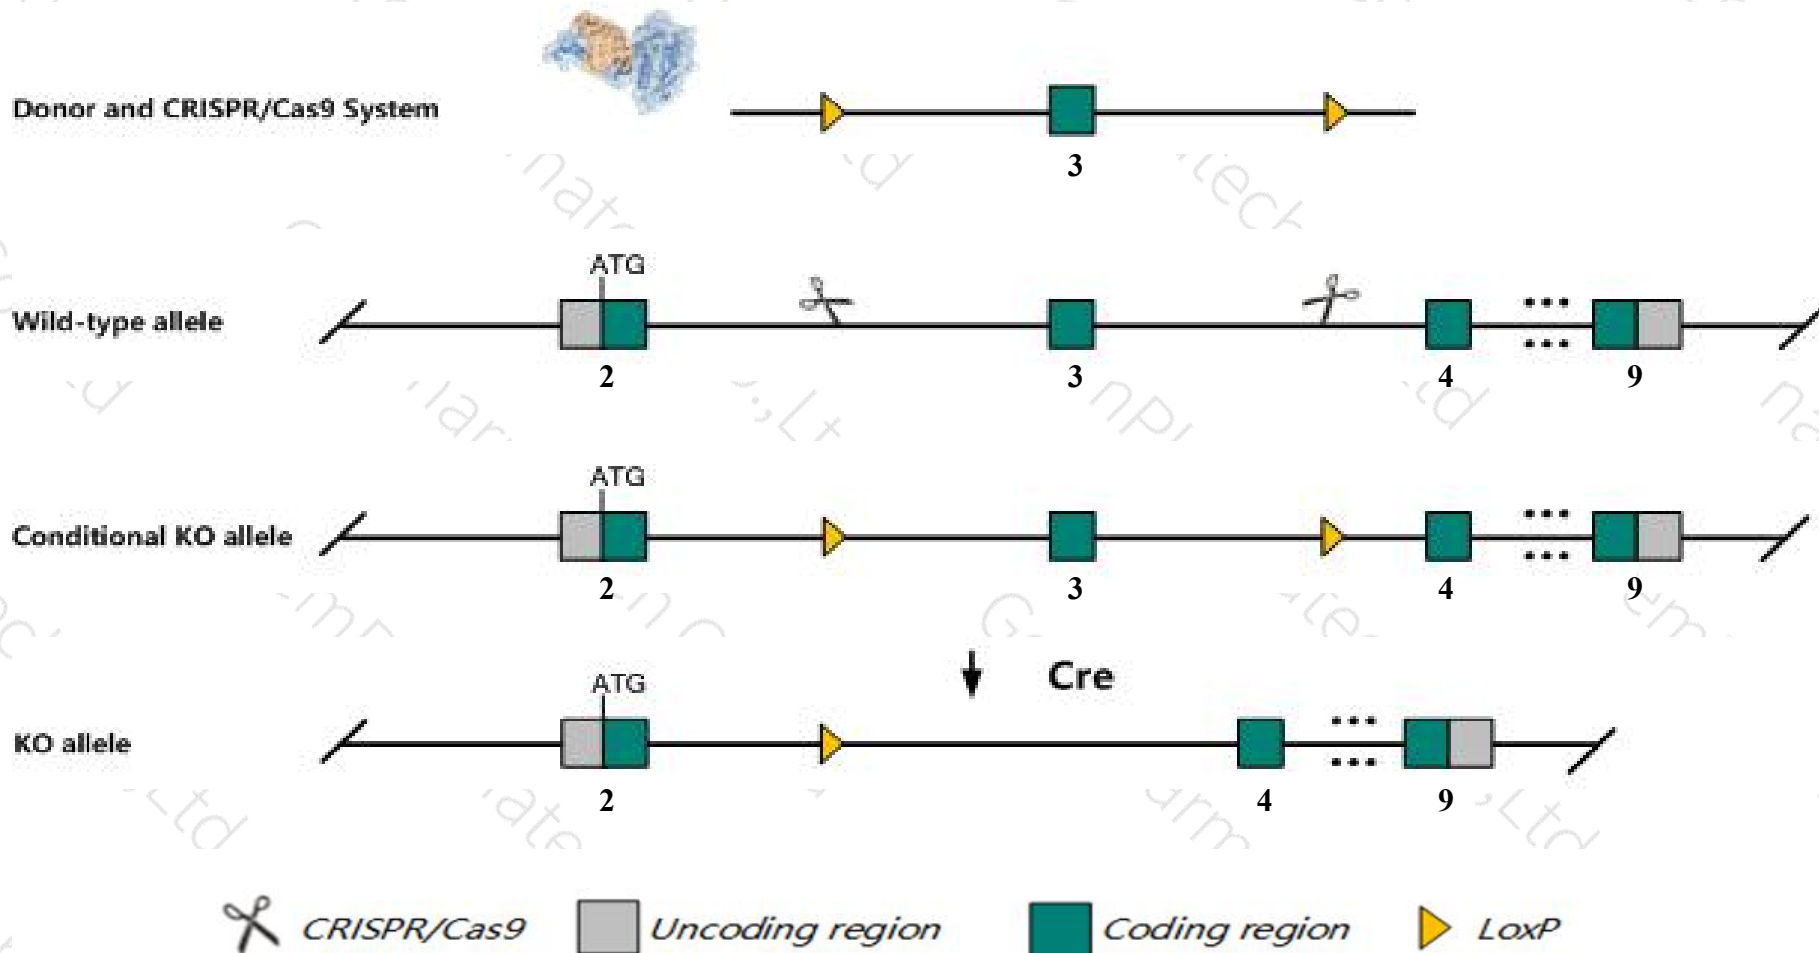 Donor and CRISPR/Cas9 System
3
ATG
Wild-type allele
2 3 4 9
ATG
Conditional KO allele
2 3 4 9
Cre
ATG
KO allele
2 4 9
CRISPR/Cas9 Uncoding region Coding region LoxP